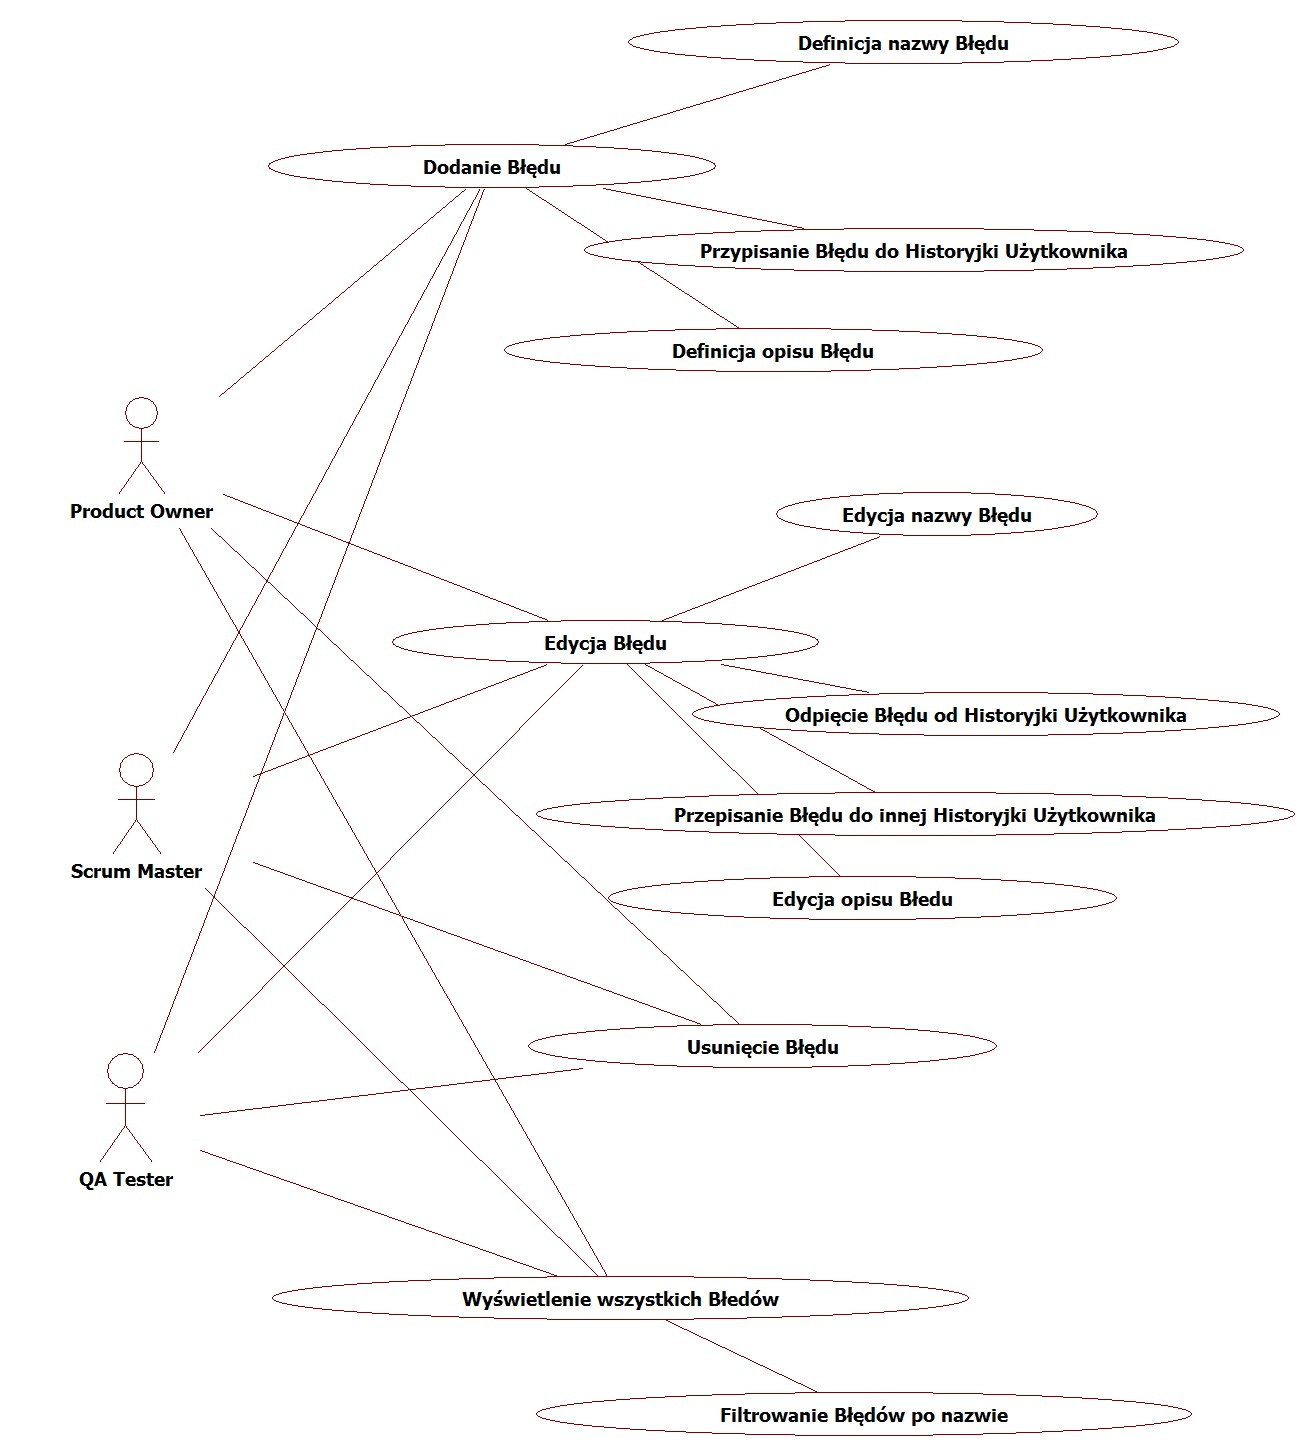 Definicja nazwy Błędu
Dodanie Błędu
Przypisanie Błędu do Historyjki Użytkownika
Definicja opisu Błędu
Product Owner
Edycja nazwy Błędu
Edycja Błędu
Odpięcie Błędu od Historyjki Użytkownika
Przepisanie Błędu do innej Historyjki Użytkownika
Scrum Master
Edycja opisu Błedu
Usunięcie Błędu
QA Tester
Wyświetlenie wszystkich Błedów
Filtrowanie Błędów po nazwie